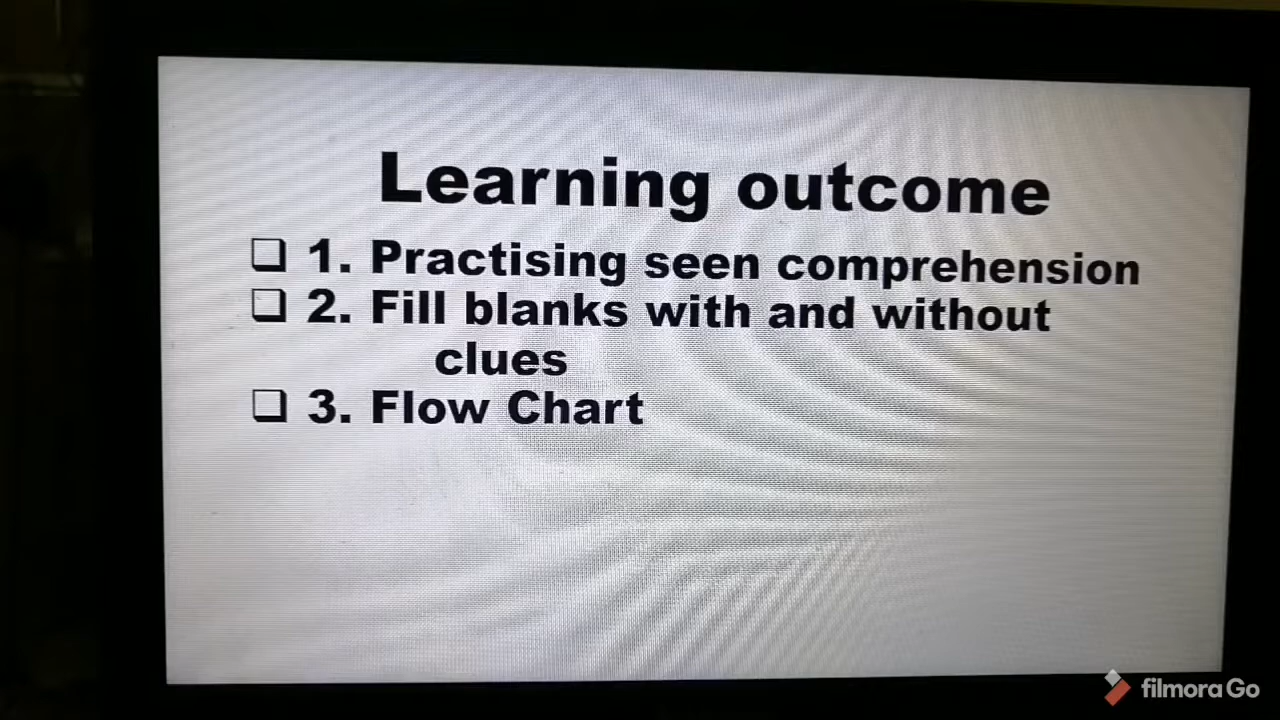 Learning outcome
❑ 1. Practising seen comprehension
❑ 2. Fill blanks with and without
clues
❑ 3. Flow Chart
filmora Go